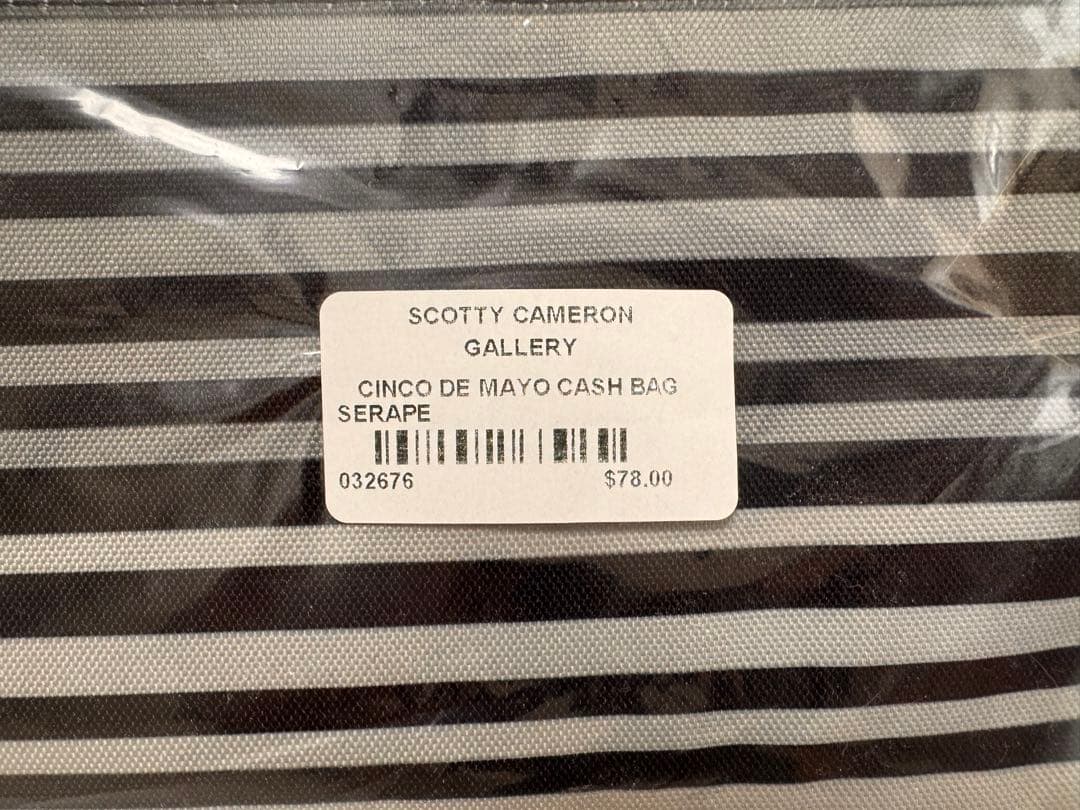 SCOTTY CAMERON
GALLERY
CINCO DE MAYO CASH BAG
SERAPE
032676 $78.00